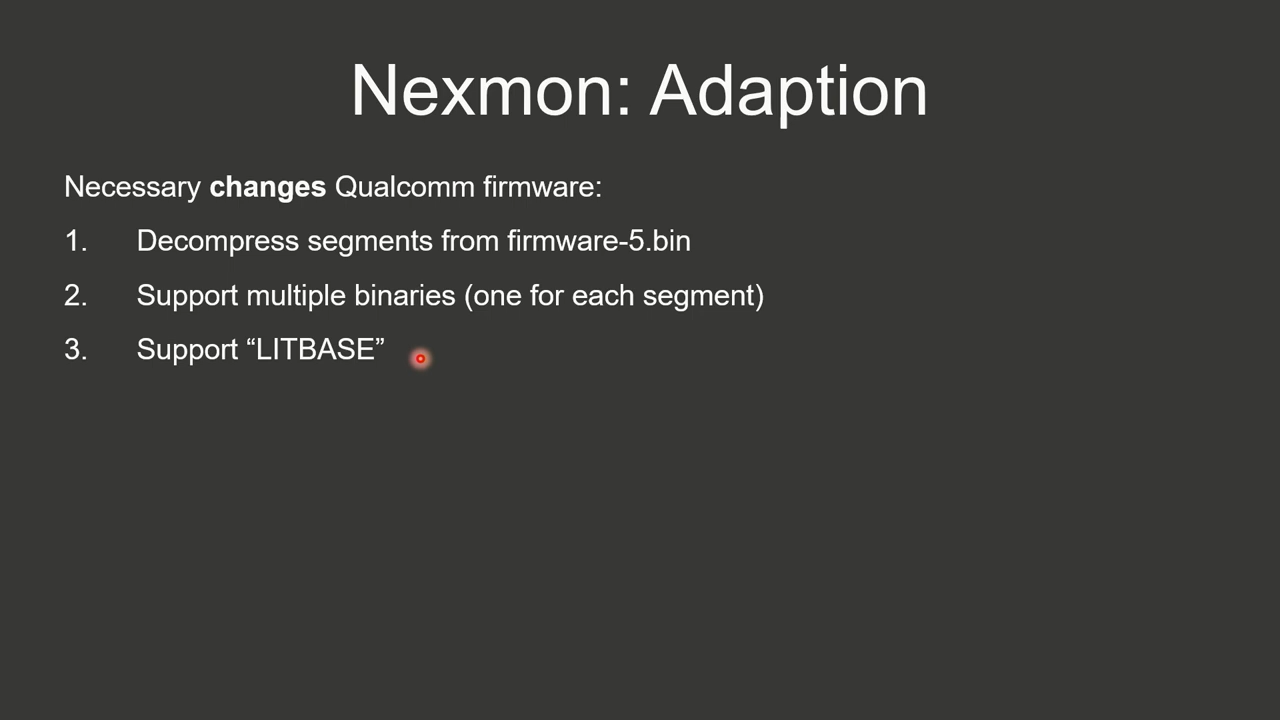 Nexmon: Adaption
Necessary changes Qualcomm firmware:
1. Decompress segments from firmware-5.bin
2. Support multiple binaries (one for each segment)
3. Support “LITBASE”